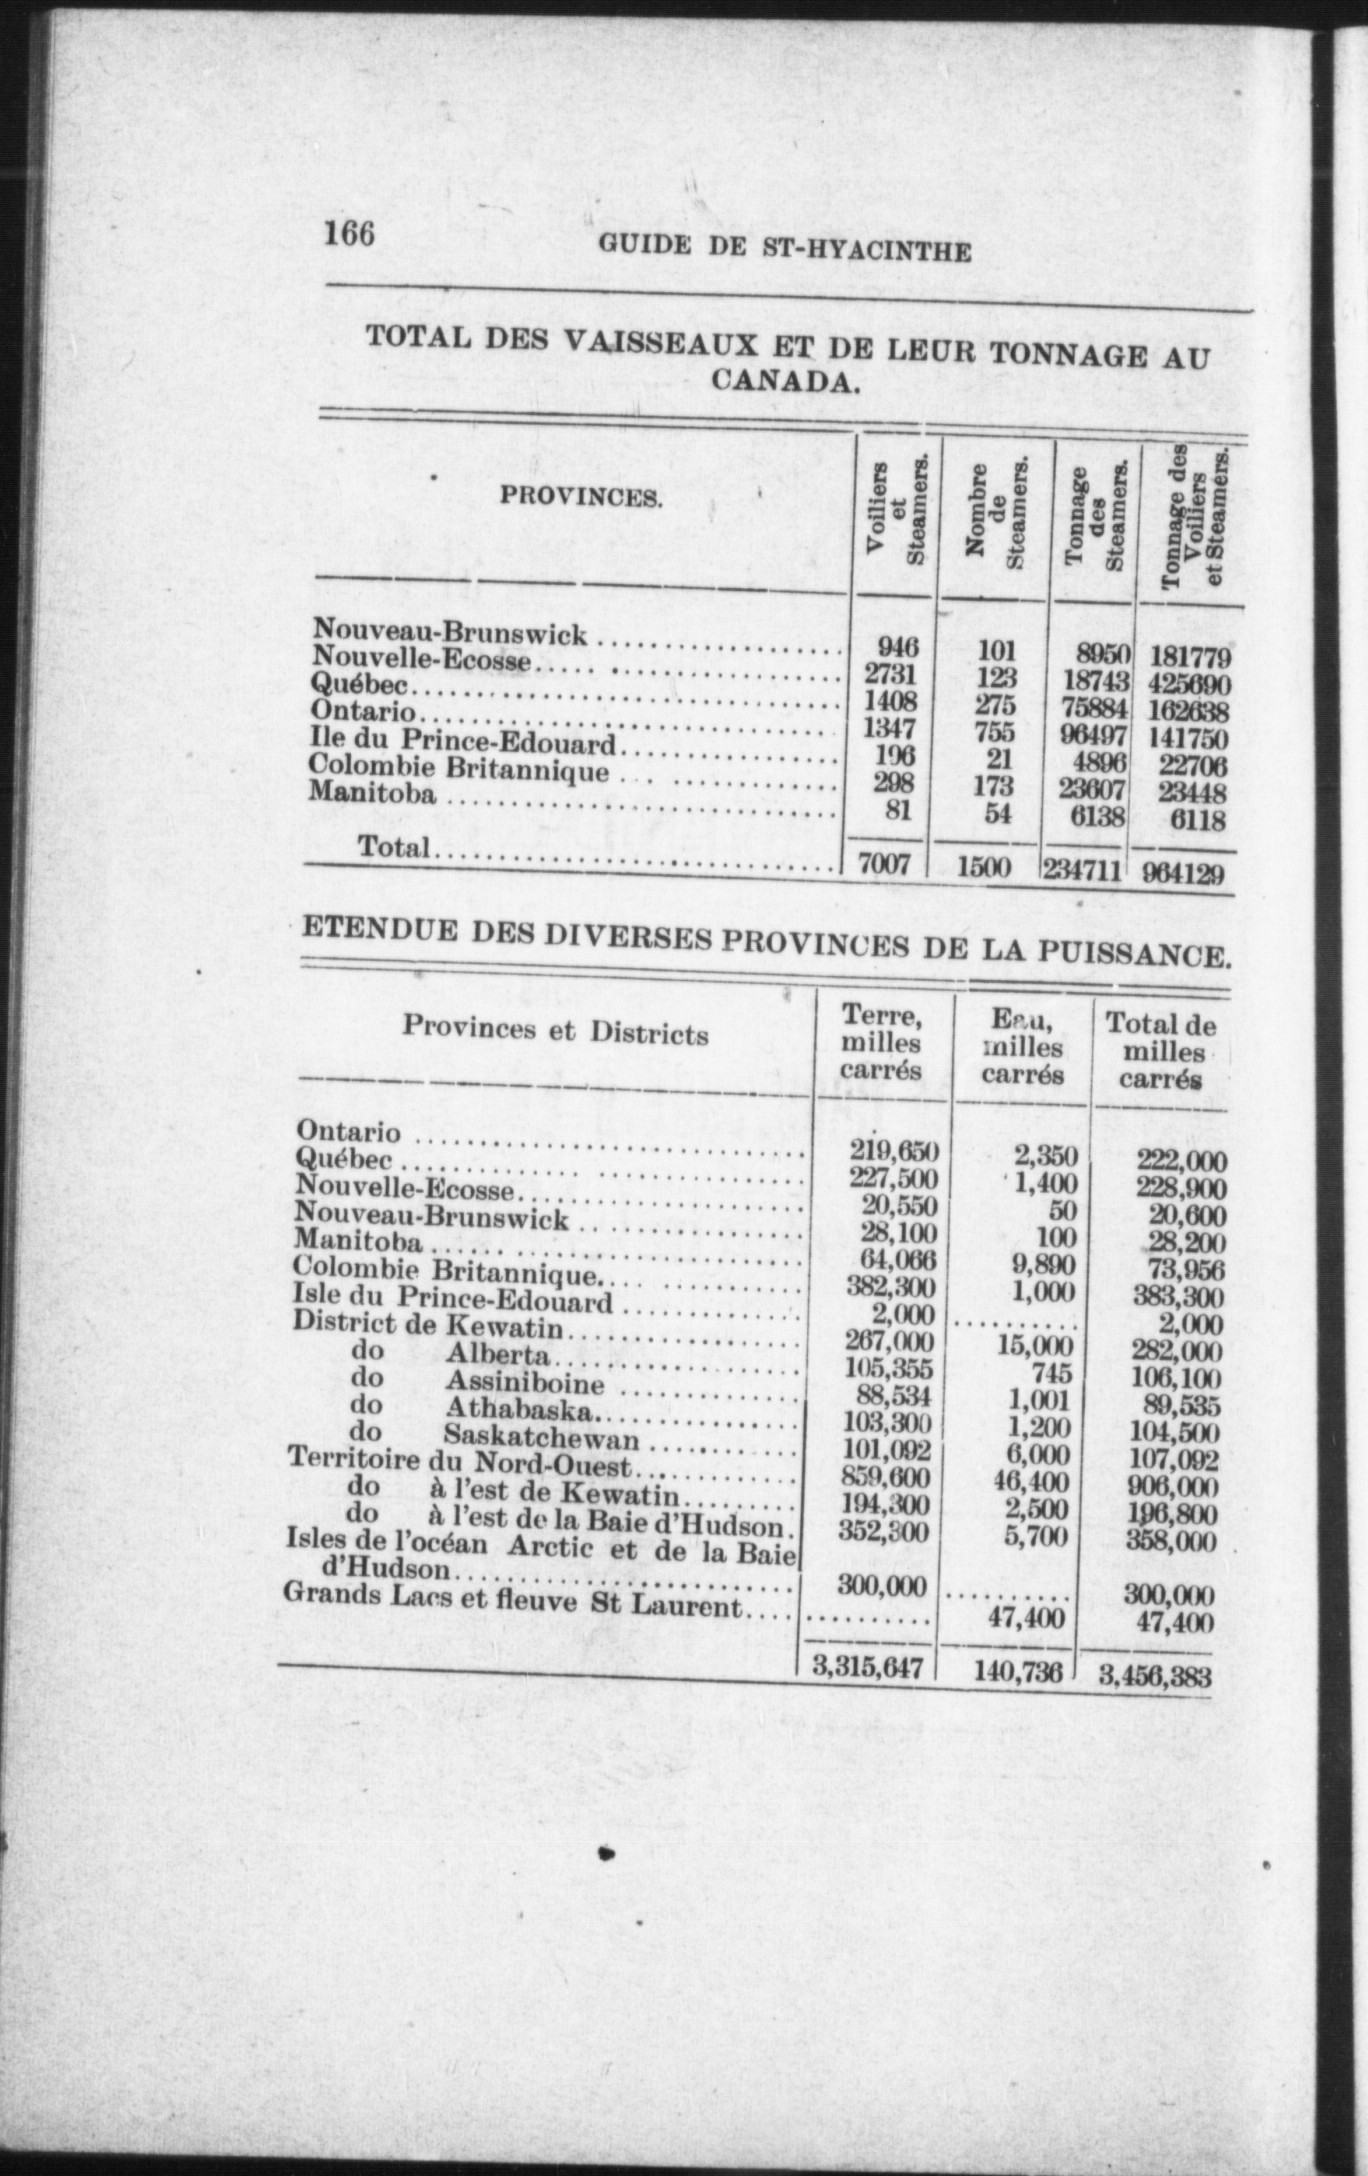 166 GUIDE DE ST-HYACINTHE
TOTAL DES VAISSEAUX ET DE LEUR TONNAGE AU
CANADA.
PROVINCES. Voiliers et Steamers. Nombre de Steamers. Tonnage des Steamers. Tonnage des Voiliers et Steamers.
Nouveau-Brunswick ................... 946 101 8950 181779
Nouvelle-Ecosse..... .................. 2731 123 18743 425690
Québec................................. 1408 275 75884 162638
Ontario................................ 1347 755 96497 141750
Ile du Prince-Edouard................. 196 21 4896 22706
Colombie Britannique ... ............. 298 173 23607 23448
Manitoba .............................. 81 54 6138 6118
Total............................... 7007 1500 234711 964129
ETENDUE DES DIVERSES PROVINCES DE LA PUISSANCE.
Provinces et Districts Terre, milles carrés Eau, milles carrés Total de milles carrés
Ontario .............................. 219,650 2,350 222,000
Québec .............. ................ 227,500 1,400 228,900
Nouvelle-Ecosse...................... 20,550 50 20,600
Nouveau-Brunswick .................. 28,100 100 28,200
Manitoba ...... ...................... 64,066 9,890 73,956
Colombie Britannique.... ........... 382,300 1,000 383,300
Isle du Prince-Edouard .............. 2,000 .......... 2,000
District de Kewatin.................. 267,000 15,000 282,000
do Alberta................... 105,355 745 106,100
do Assiniboine .............. 88,534 1,001 89,535
do Athabaska................ 103,300 1,200 104,500
do Saskatchewan ............ 101,092 6,000 107,092
Territoire du Nord-Ouest............. 859,600 46,400 906,000
do à l'est de Kewatin......... 194,300 2,500 196,800
do à l'est de la Baie d'Hudson. 352,300 5,700 358,000
Isles de l'océan Arctic et de la Baie
d'Hudson.......................... 300,000 .......... 300,000
Grands Lacs et fleuve St Laurent.... .......... 47,400 47,400
3,315,647 140,736 3,456,383